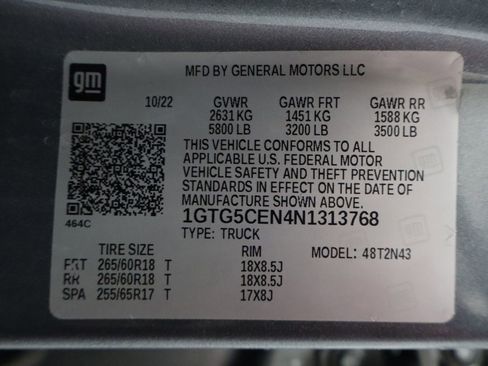 gm
MFD BY GENERAL MOTORS LLC
10/22 GVWR GAWR FRT GAWR RR
2631 KG 1451 KG 1588 KG
5800 LB 3200 LB 3500 LB
THIS VEHICLE CONFORMS TO ALL
APPLICABLE U.S. FEDERAL MOTOR
VEHICLE SAFETY AND THEFT PREVENTION
STANDARDS IN EFFECT ON THE DATE OF
MANUFACTURE SHOWN ABOVE.
1GTG5CEN4N1313768
464C
TYPE: TRUCK
TIRE SIZE RIM MODEL: 48T2N43
FRT 265/60R18 T 18X8.5J
RR 265/60R18 T 18X8.5J
SPA 255/65R17 T 17X8J